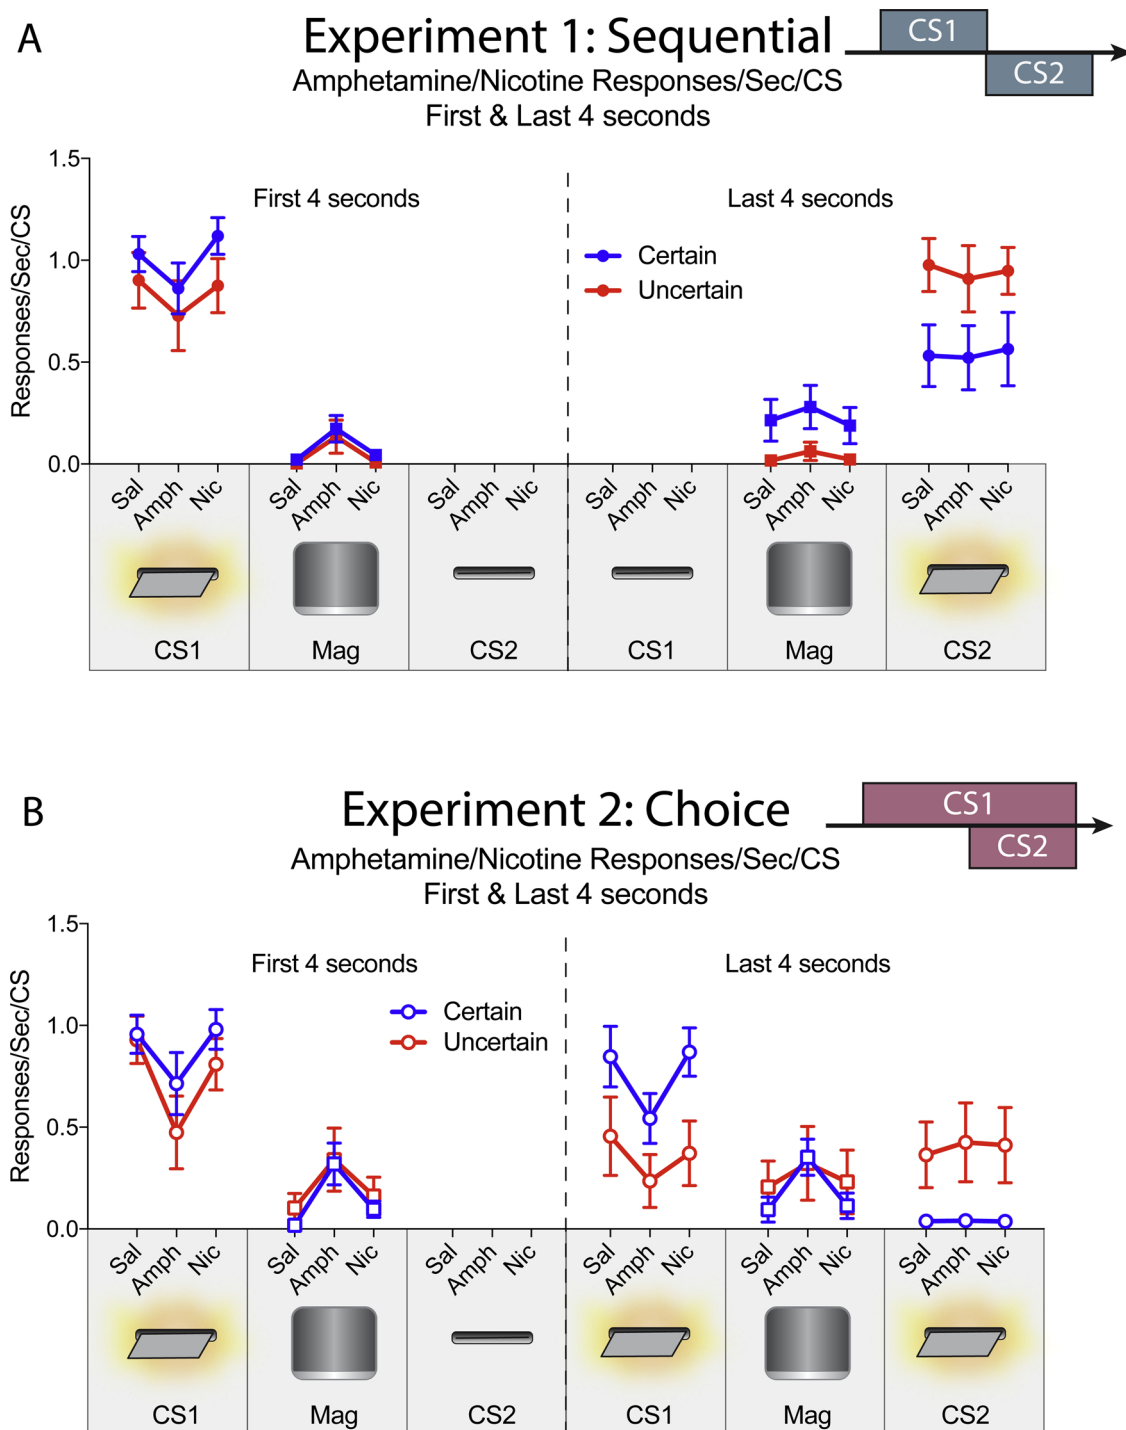 A
Experiment 1: Sequential
CS1
CS2
Amphetamine/Nicotine Responses/Sec/CS
First & Last 4 seconds
1.5
1.0
0.5
0.0
Responses/Sec/CS
First 4 seconds
Last 4 seconds
Certain
Uncertain
Sal Amph Nic Sal Amph Nic Sal Amph Nic Sal Amph Nic Sal Amph Nic Sal Amph Nic
CS1 Mag CS2 CS1 Mag CS2
B
Experiment 2: Choice
CS1
CS2
Amphetamine/Nicotine Responses/Sec/CS
First & Last 4 seconds
1.5
1.0
0.5
0.0
Responses/Sec/CS
First 4 seconds
Last 4 seconds
Certain
Uncertain
Sal Amph Nic Sal Amph Nic Sal Amph Nic Sal Amph Nic Sal Amph Nic Sal Amph Nic
CS1 Mag CS2 CS1 Mag CS2